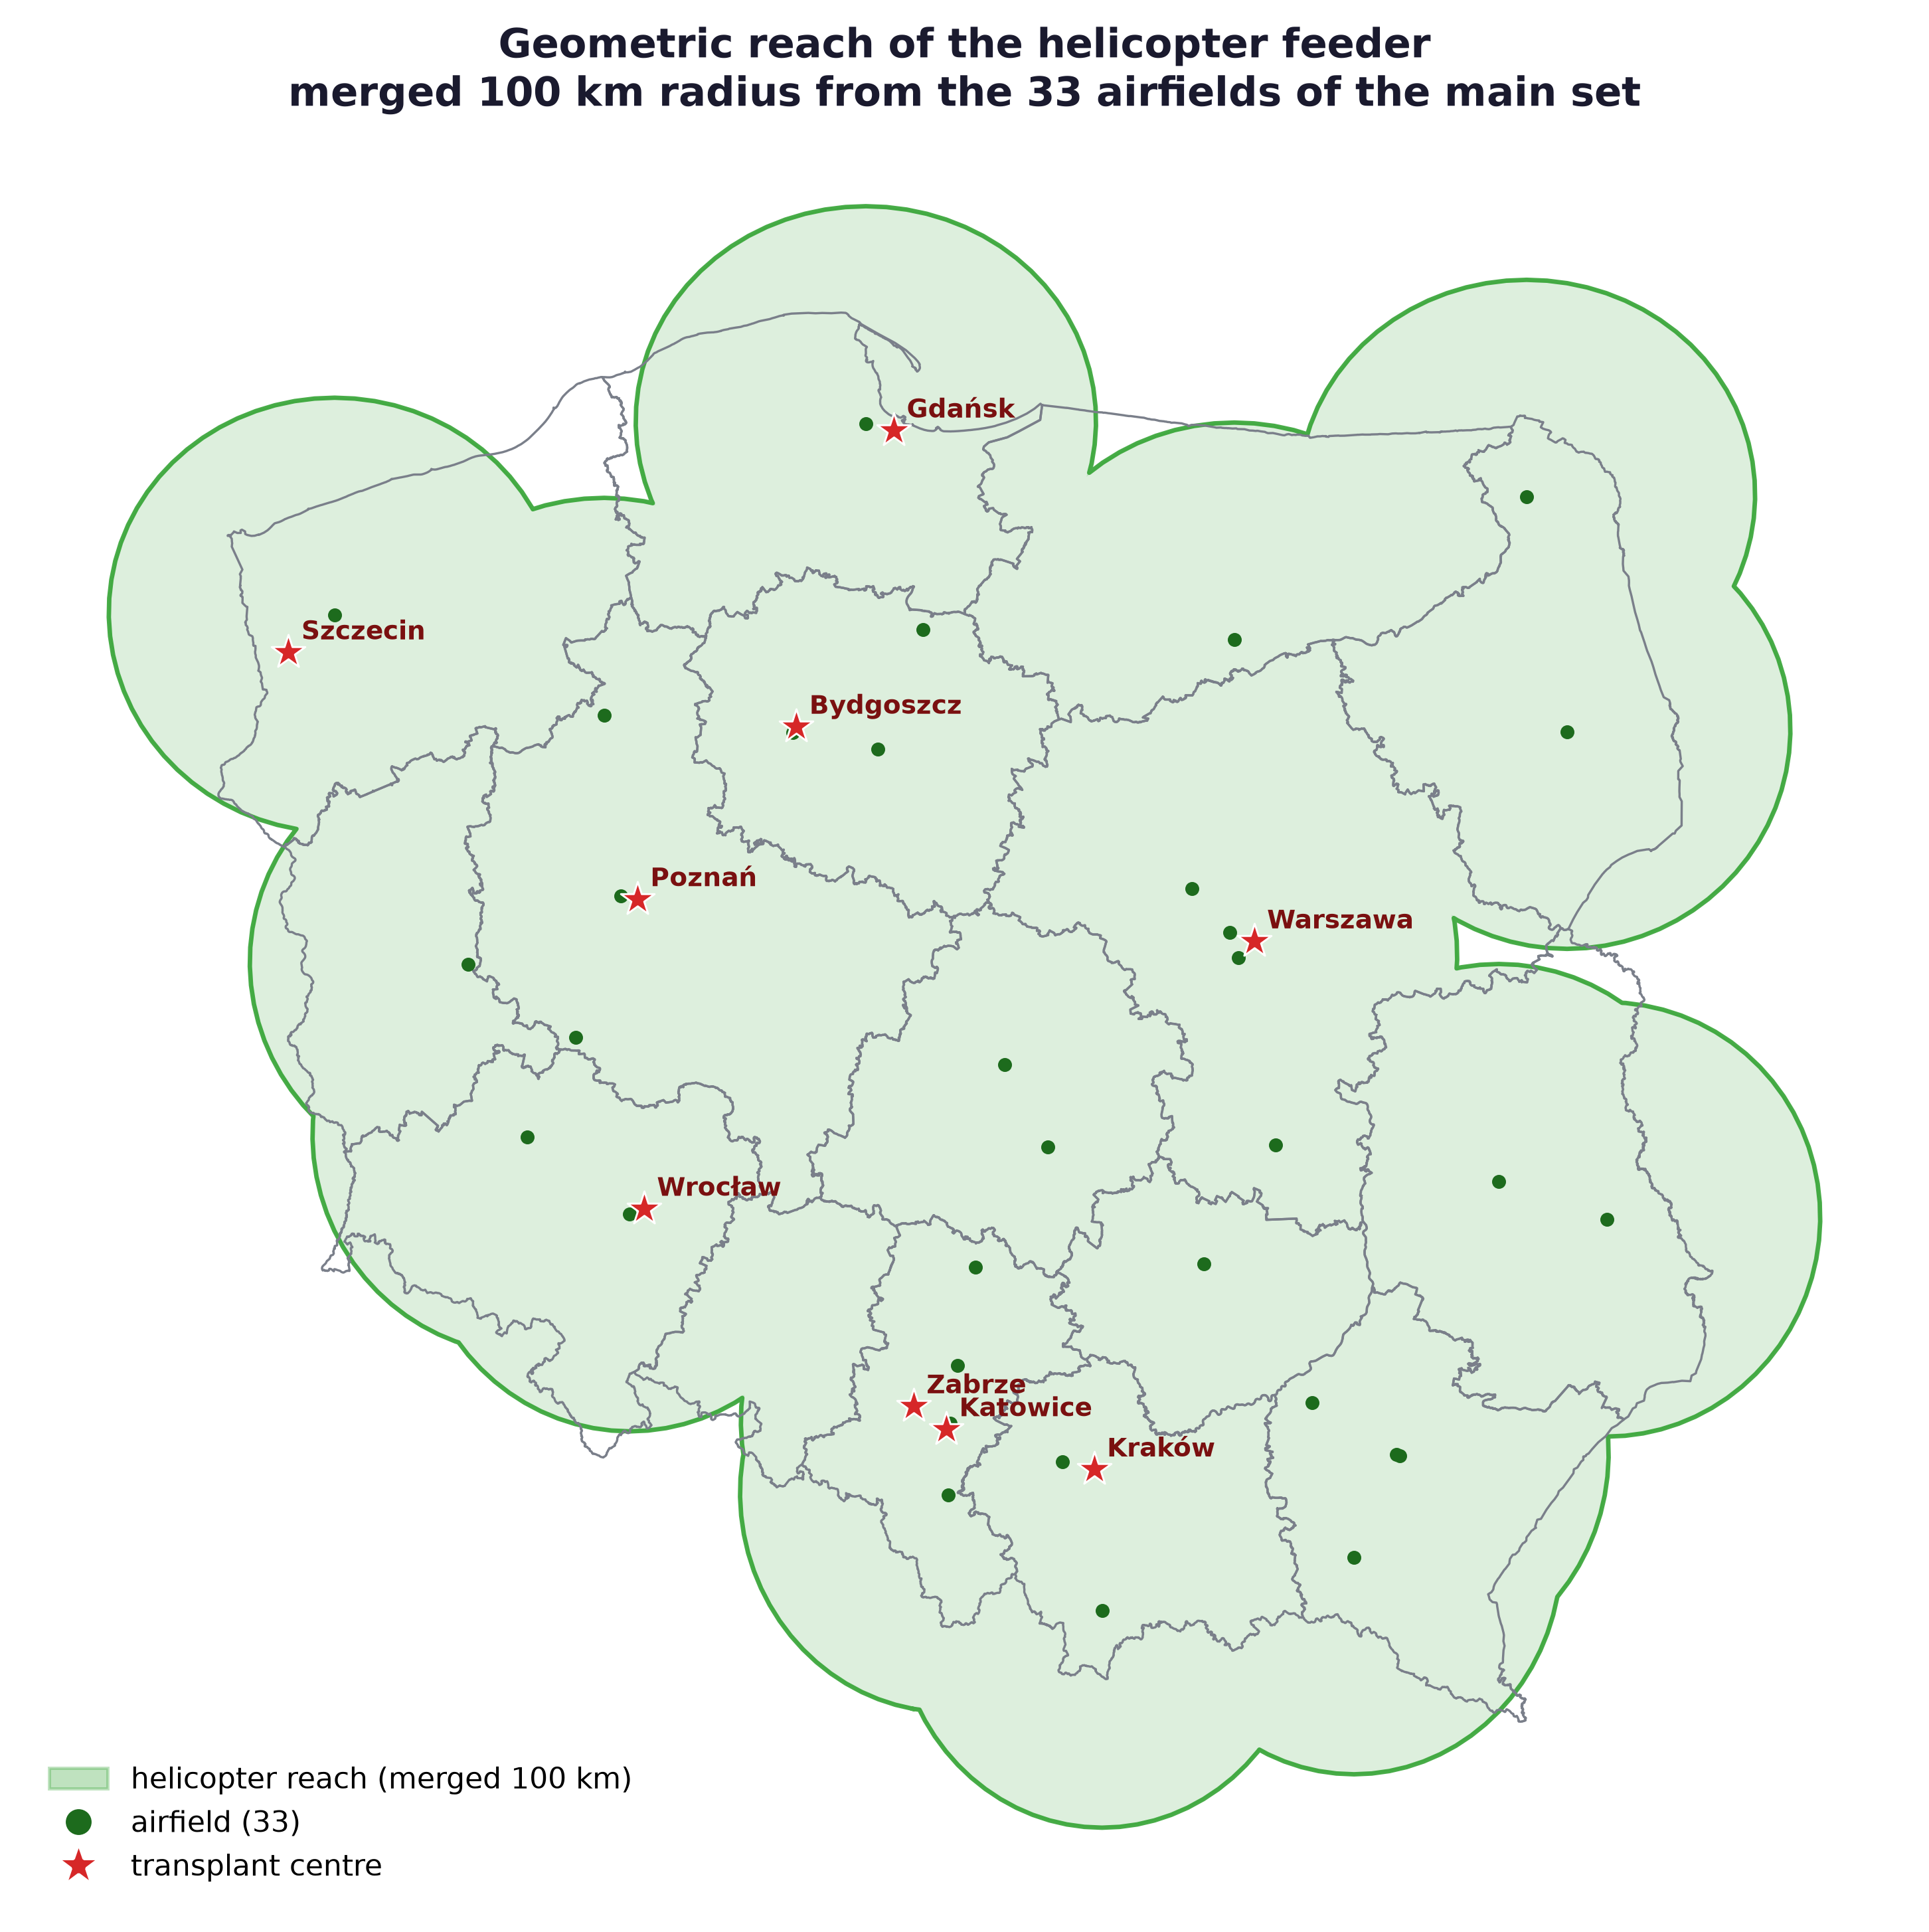 Geometric reach of the helicopter feeder
merged 100 km radius from the 33 airfields of the main set
Gdańsk
Szczecin
Bydgoszcz
Poznań
Warszawa
Wrocław
Zabrze
Katowice
Kraków
helicopter reach (merged 100 km)
airfield (33)
transplant centre